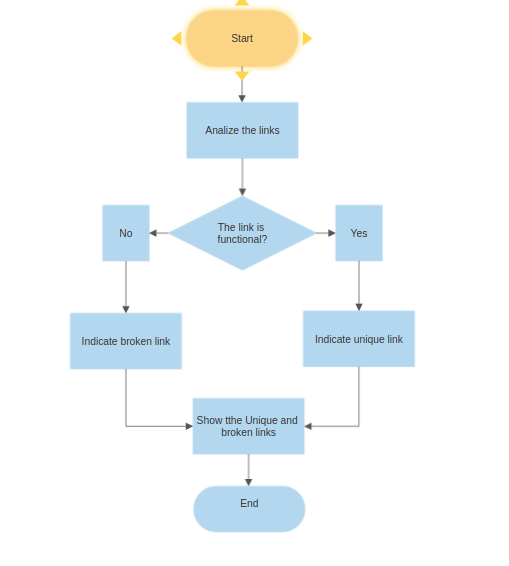 Start
Analize the links
The link is
functional?
No
Yes
Indicate broken link
Indicate unique link
Show tthe Unique and
broken links
End